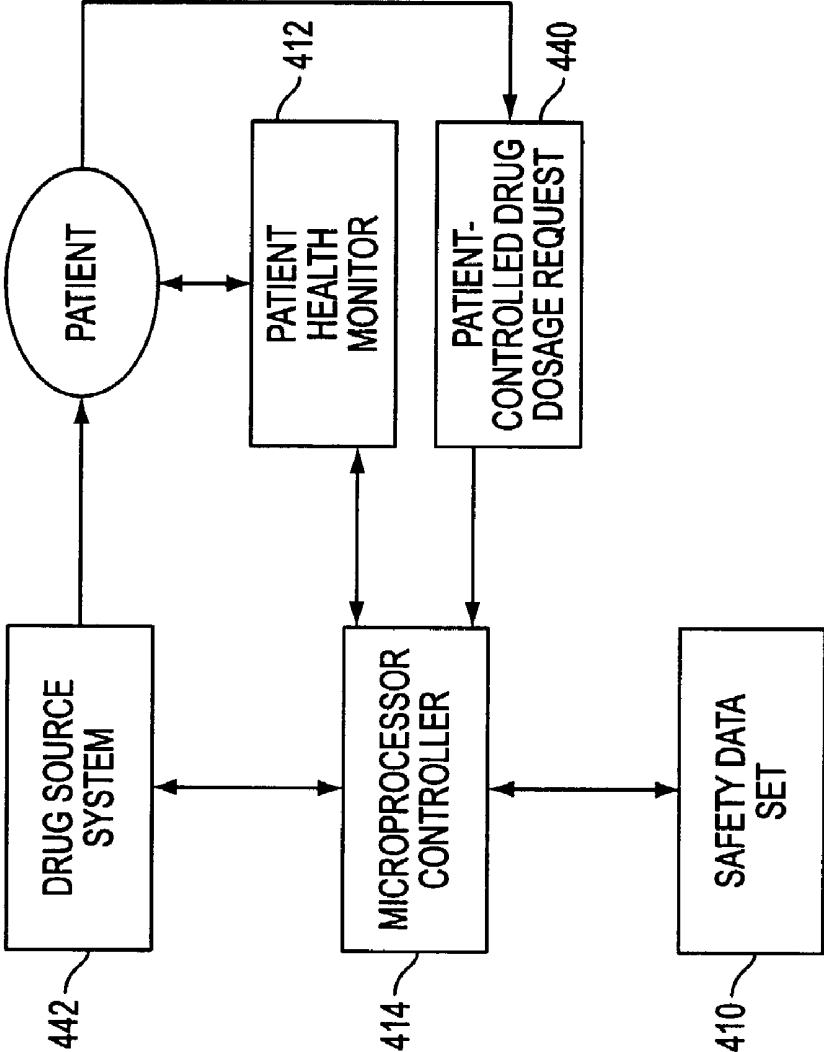 442
DRUG SOURCE
SYSTEM
PATIENT
414
MICROPROCESSOR
CONTROLLER
PATIENT
HEALTH
MONITOR
412
410
SAFETY DATA
SET
PATIENT-
CONTROLLED DRUG
DOSAGE REQUEST
440